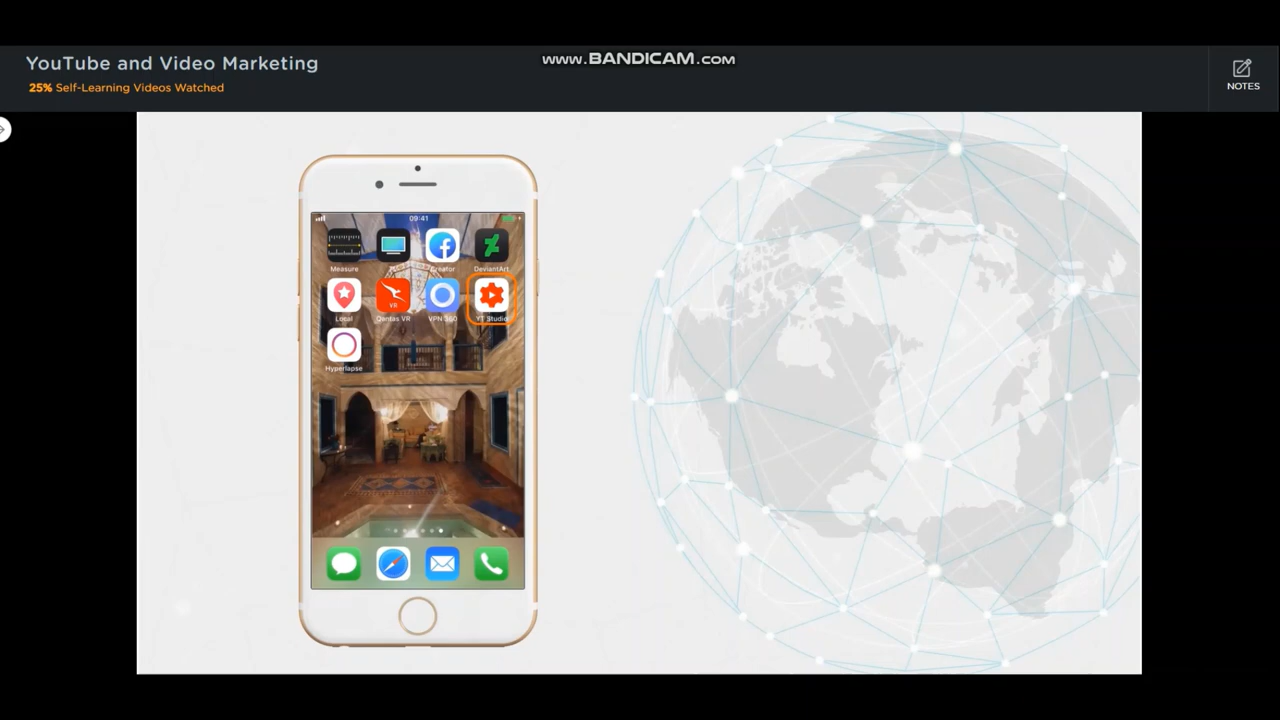 www.BANDICAM.com
YouTube and Video Marketing
25% Self-Learning Videos Watched
NOTES
09:41
Measure
Creator
DeviantArt
Local
Qantas VR
VPN 360
YT Studio
VR
Hyperlapse